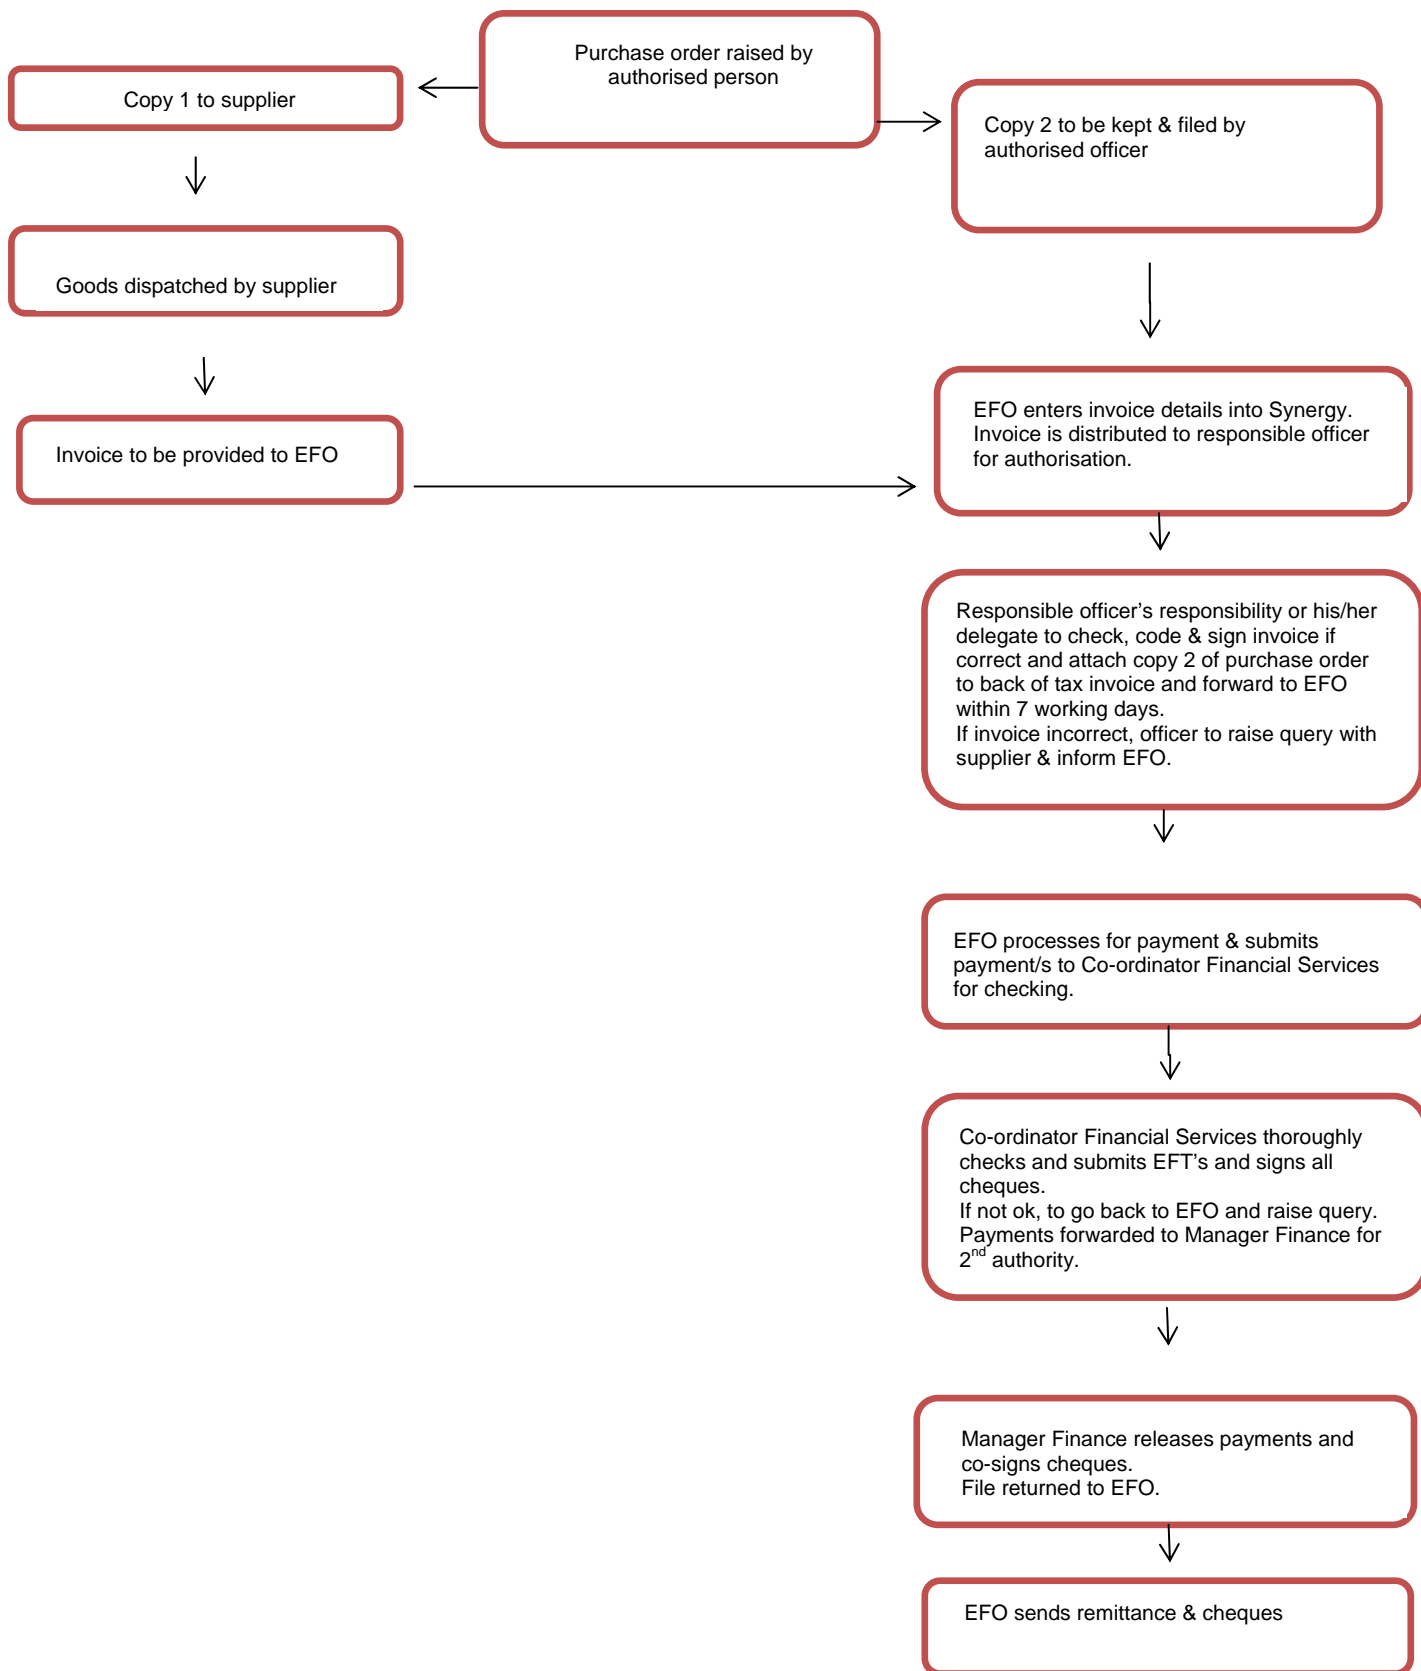 Purchase order raised by
authorised person
Copy 1 to supplier
Copy 2 to be kept & filed by
authorised officer
Goods dispatched by supplier
Invoice to be provided to EFO
EFO enters invoice details into Synergy.
Invoice is distributed to responsible officer
for authorisation.
Responsible officer’s responsibility or his/her
delegate to check, code & sign invoice if
correct and attach copy 2 of purchase order
to back of tax invoice and forward to EFO
within 7 working days.
If invoice incorrect, officer to raise query with
supplier & inform EFO.
EFO processes for payment & submits
payment/s to Co-ordinator Financial Services
for checking.
Co-ordinator Financial Services thoroughly
checks and submits EFT’s and signs all
cheques.
If not ok, to go back to EFO and raise query.
Payments forwarded to Manager Finance for
2nd authority.
Manager Finance releases payments and
co-signs cheques.
File returned to EFO.
EFO sends remittance & cheques